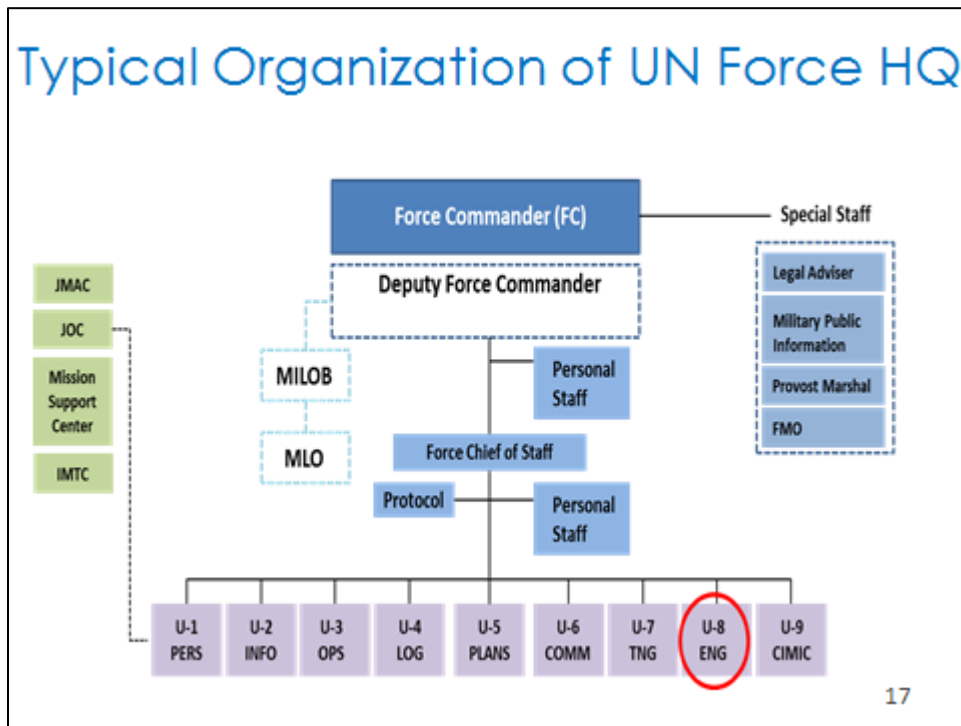 Typical Organization of UN Force HQ
Force Commander (FC)
Special Staff
Deputy Force Commander
Legal Adviser
Military Public
Information
Provost Marshal
FMO
JMAC
JOC
Mission
Support
Center
IMTC
MILOB
MLO
Personal
Staff
Force Chief of Staff
Protocol
Personal
Staff
U-1
PERS
U-2
INFO
U-3
OPS
U-4
LOG
U-5
PLANS
U-6
COMM
U-7
TNG
U-8
ENG
U-9
CIMIC
17